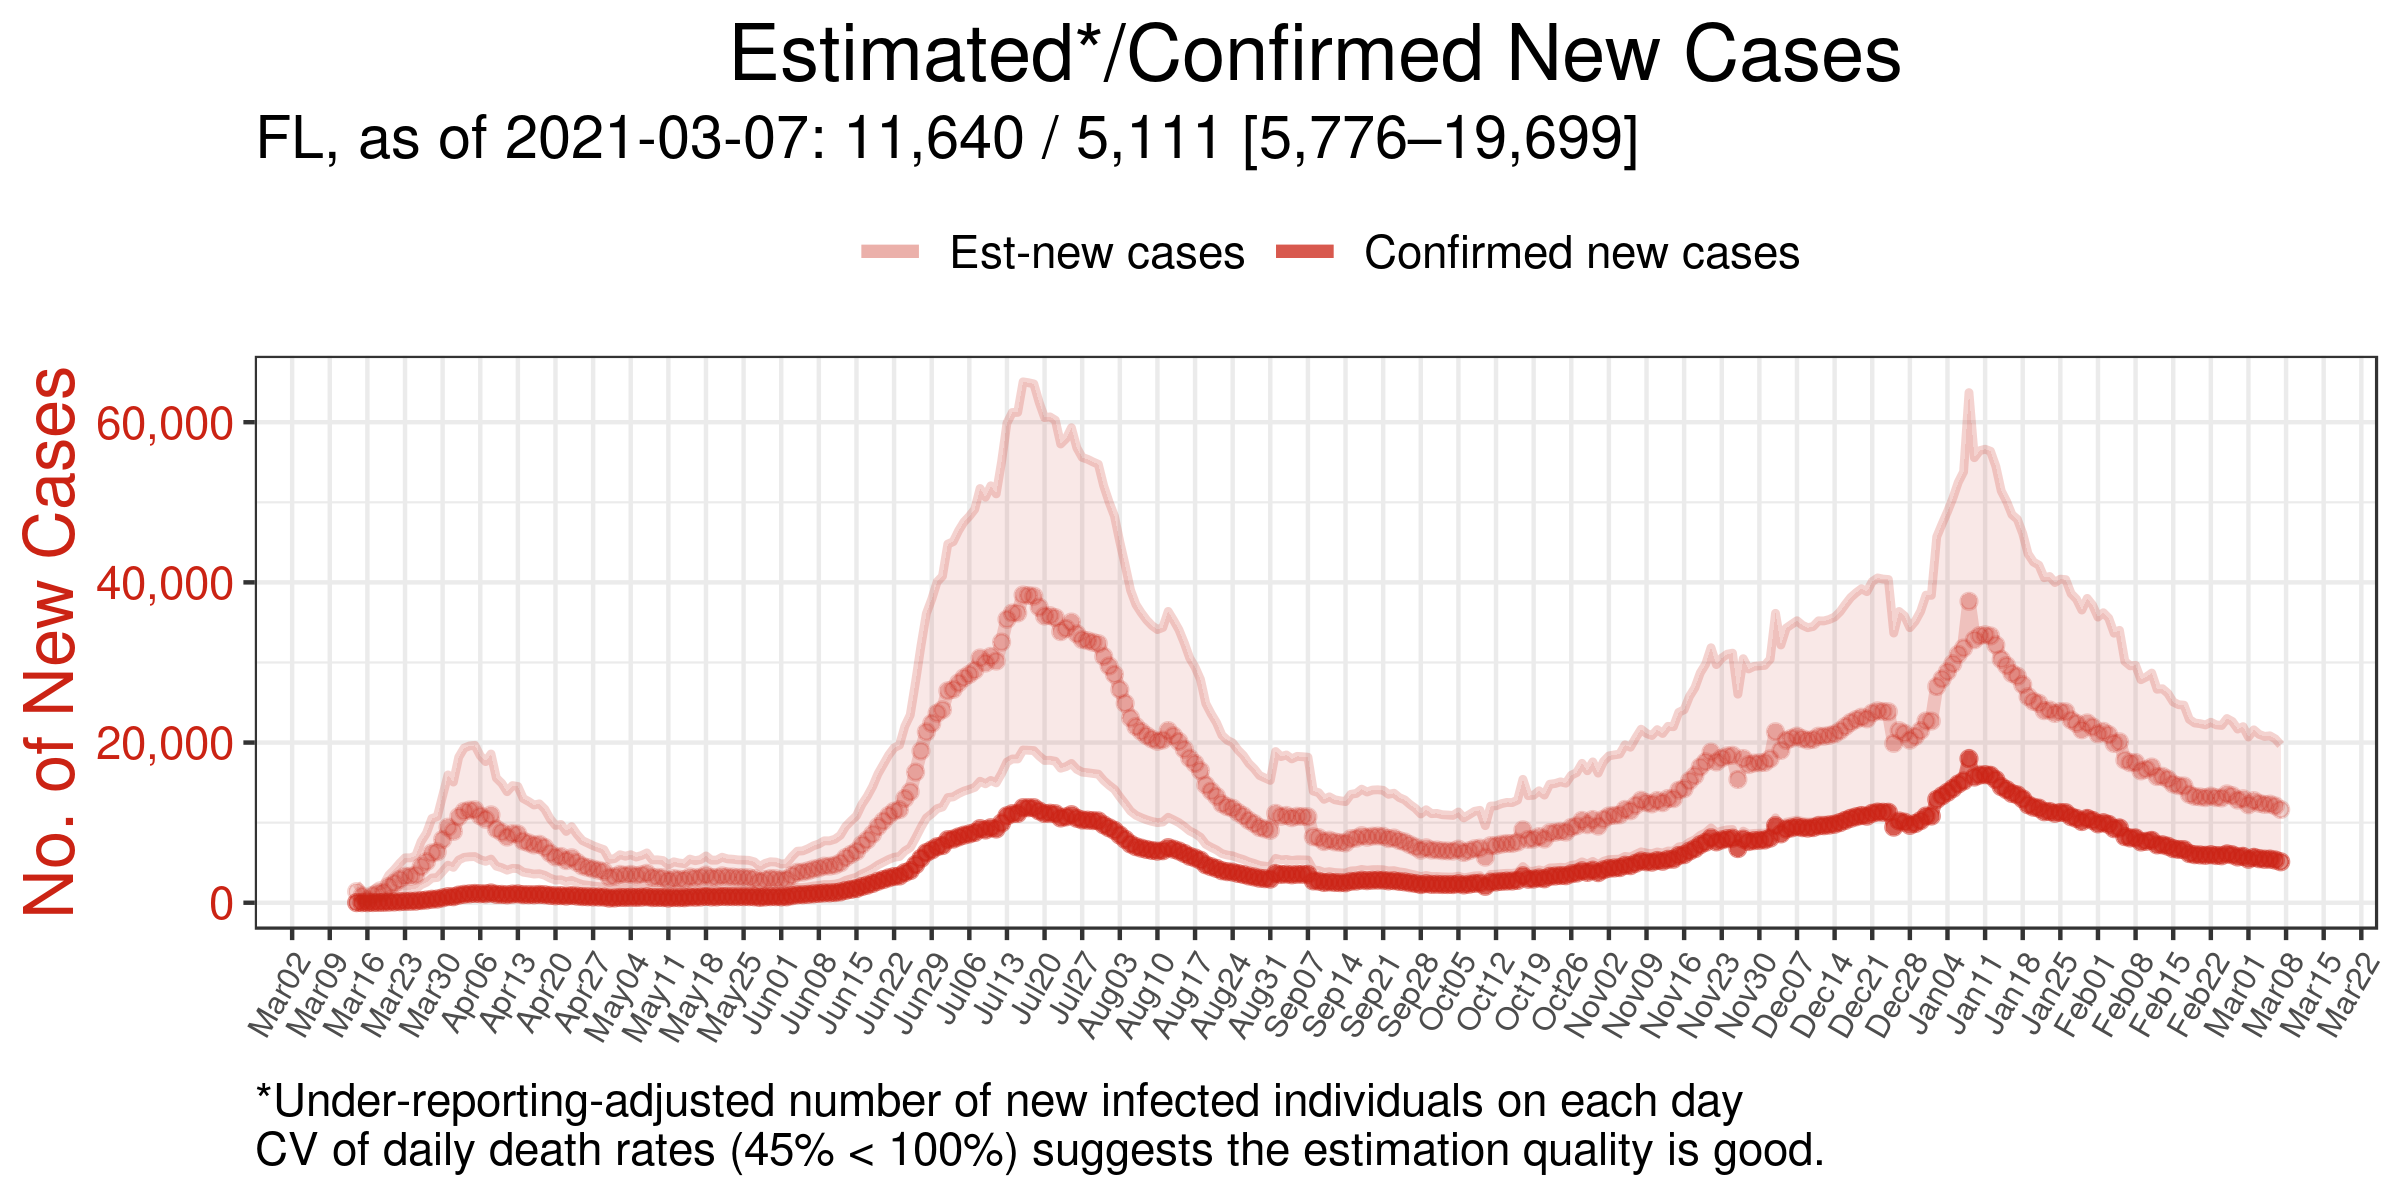 Estimated*/Confirmed New Cases
FL, as of 2021-03-07: 11,640 / 5,111 [5,776–19,699]
Est-new cases Confirmed new cases
No. of New Cases
60,000
40,000
20,000
0
Mar02 Mar09 Mar16 Mar23 Mar30 Apr06 Apr13 Apr20 Apr27 May04 May11 May18 May25 Jun01 Jun08 Jun15 Jun22 Jun29 Jul06 Jul13 Jul20 Jul27 Aug03 Aug10 Aug17 Aug24 Aug31 Sep07 Sep14 Sep21 Sep28 Oct05 Oct12 Oct19 Oct26 Nov02 Nov09 Nov16 Nov23 Nov30 Dec07 Dec14 Dec21 Dec28 Jan04 Jan11 Jan18 Jan25 Feb01 Feb08 Feb15 Feb22 Mar01 Mar08 Mar15 Mar22
*Under-reporting-adjusted number of new infected individuals on each day
CV of daily death rates (45% < 100%) suggests the estimation quality is good.